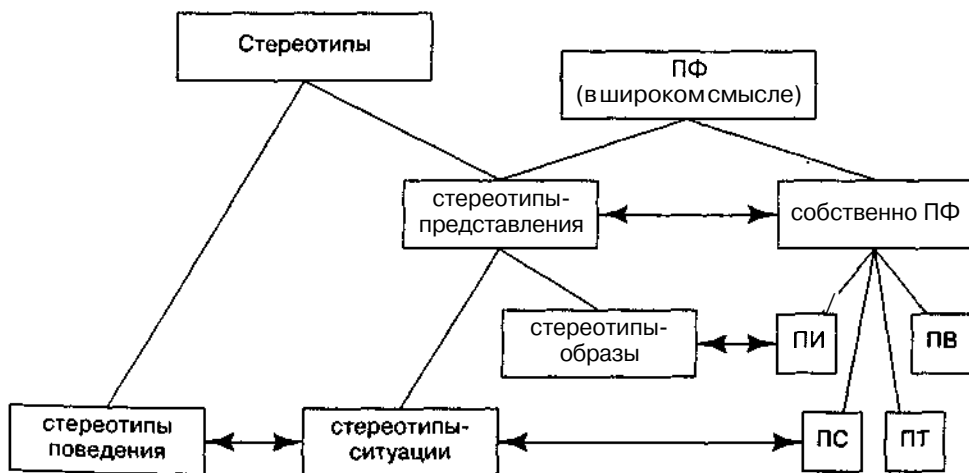 Стереотипы
ПФ
(в широком смысле)
стереотипы-
представления
собственно ПФ
стереотипы-
образы
ПИ
ПВ
стереотипы
поведения
стереотипы-
ситуации
ПС
ПТ